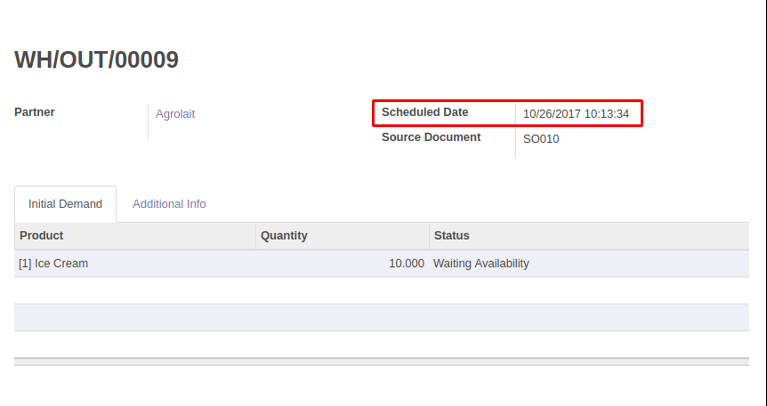 WH/OUT/00009
Partner Agrolait Scheduled Date 10/26/2017 10:13:34
Source Document SO010
Initial Demand Additional Info
Product Quantity Status
[1] Ice Cream 10.000 Waiting Availability